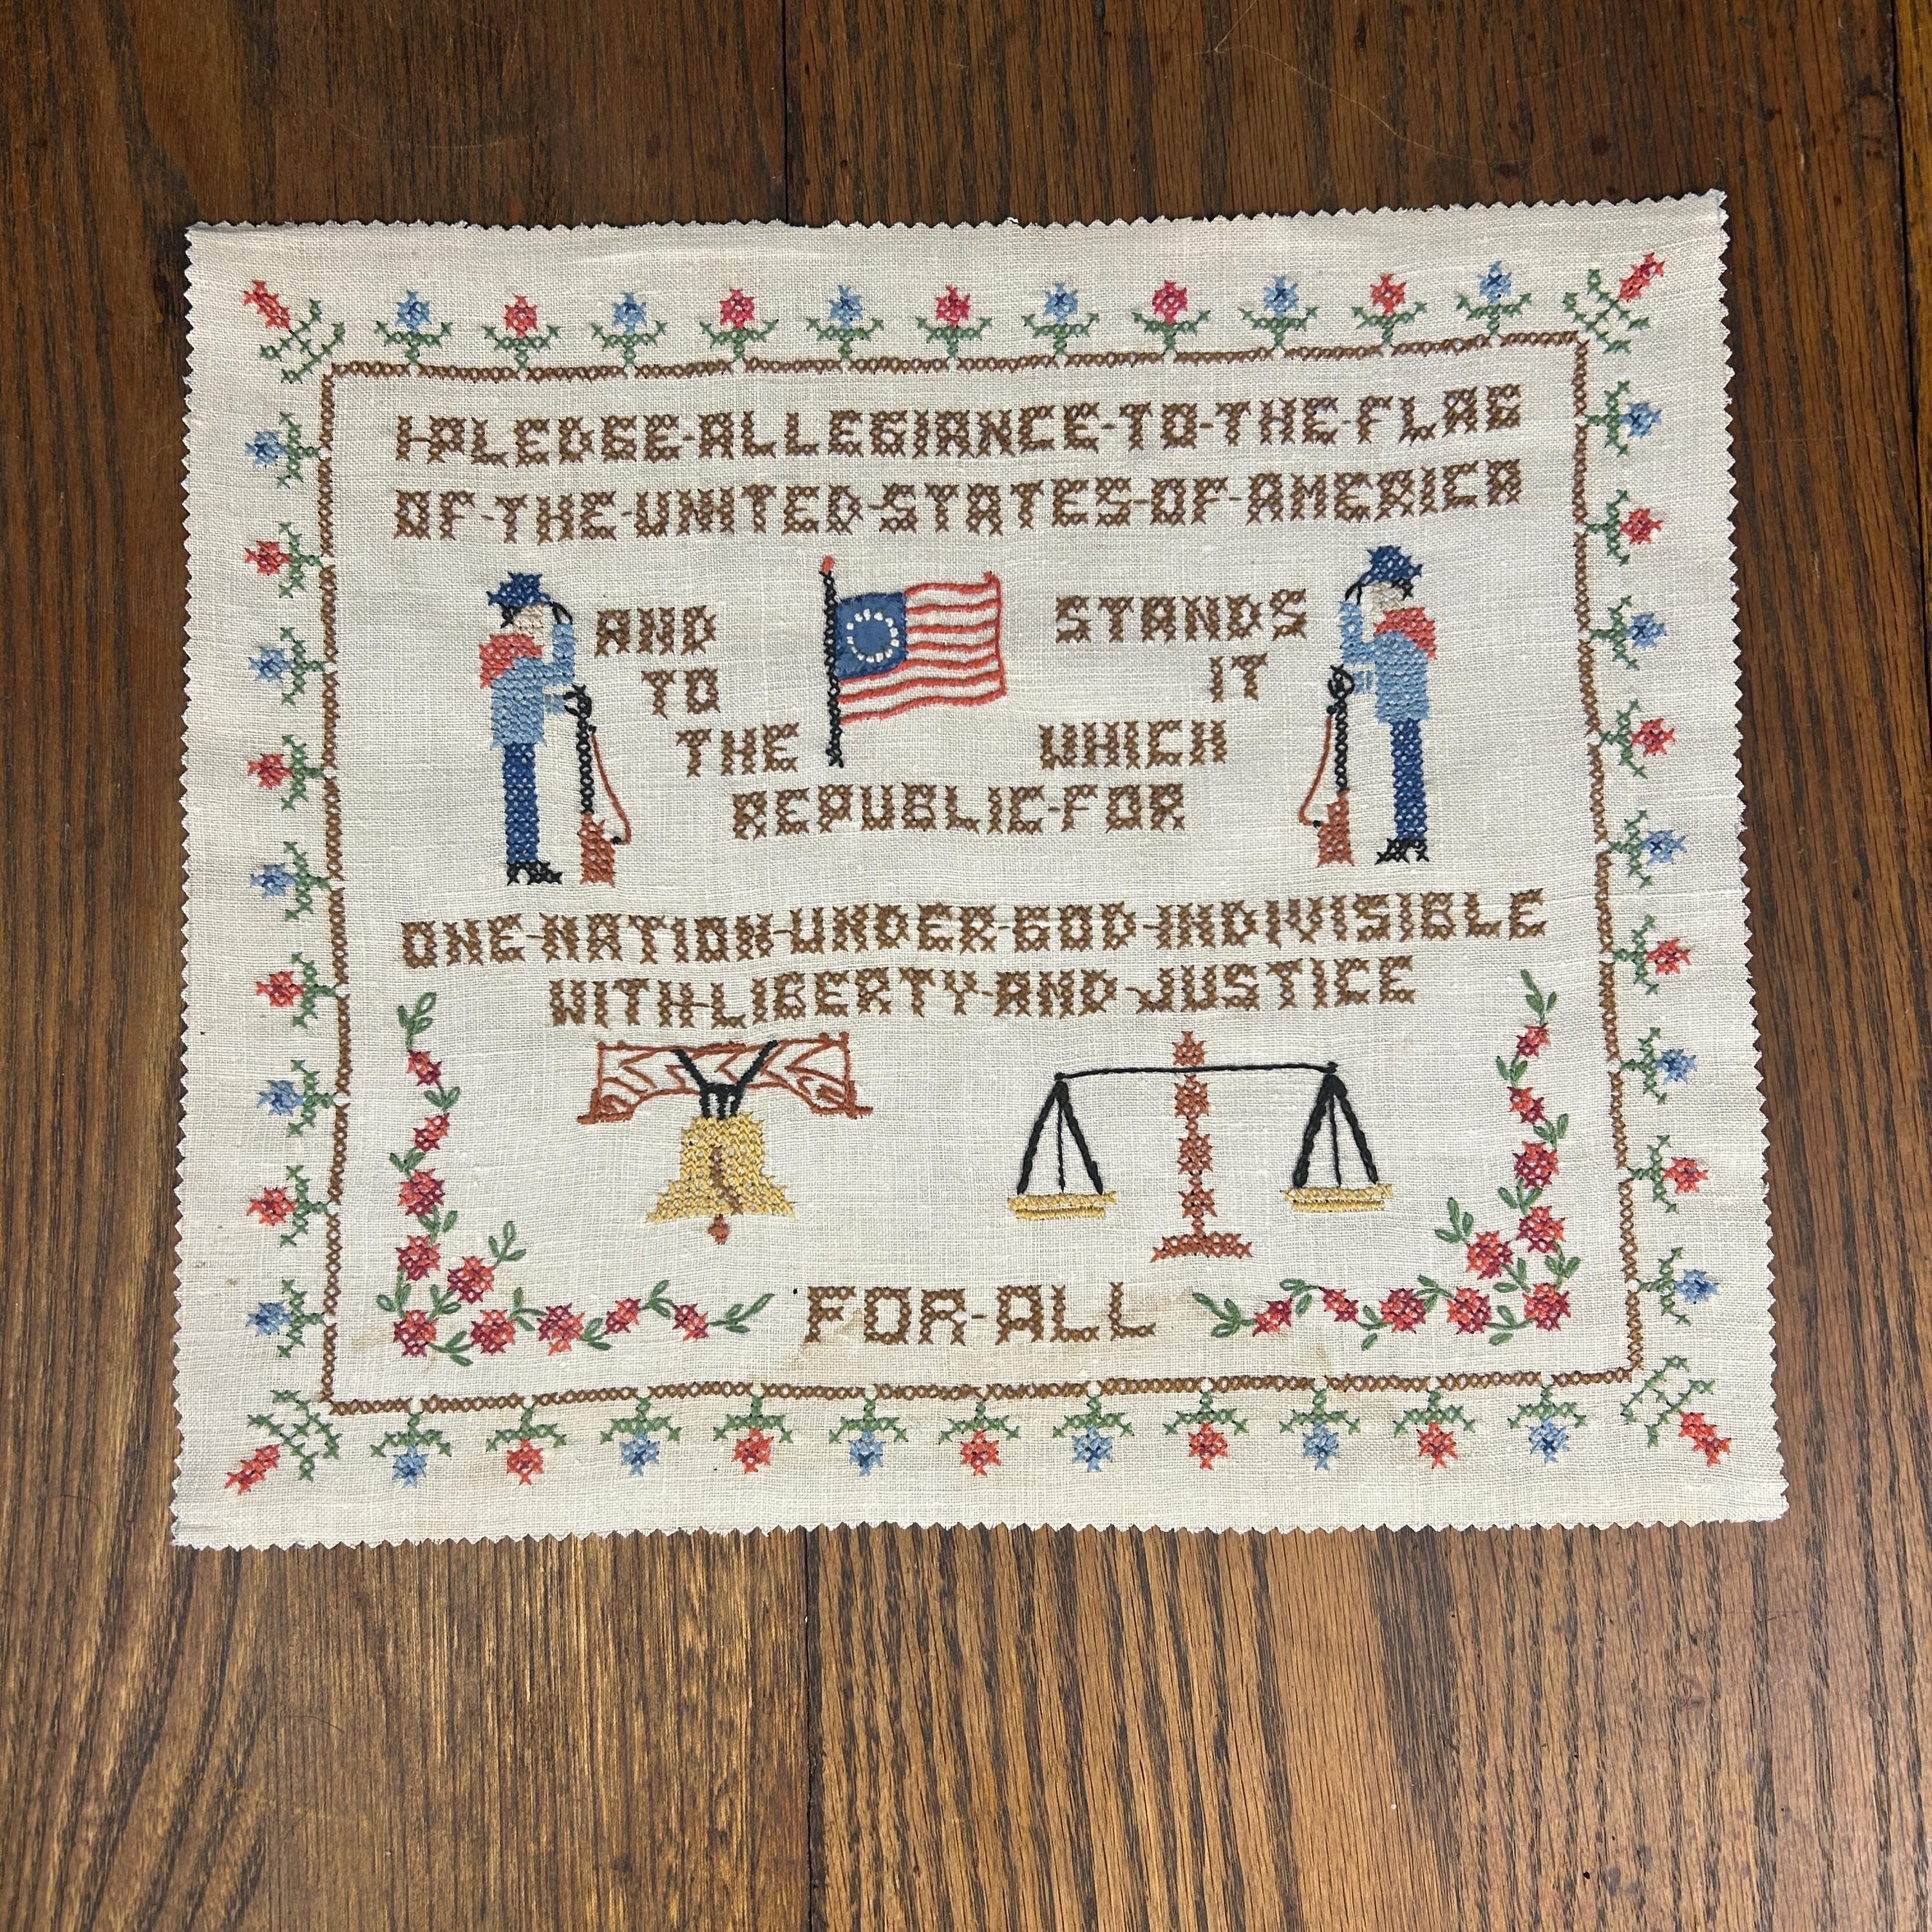 I-PLEDGE-ALLEGIANCE-TO-THE-FLAG
OF-THE-UNITED-STATES-OF-AMERICA
AND
TO
THE
REPUBLIC-FOR
WHICH
IT
STANDS
ONE-NATION-UNDER-GOD-INDIVISIBLE
WITH-LIBERTY-AND-JUSTICE
FOR-ALL